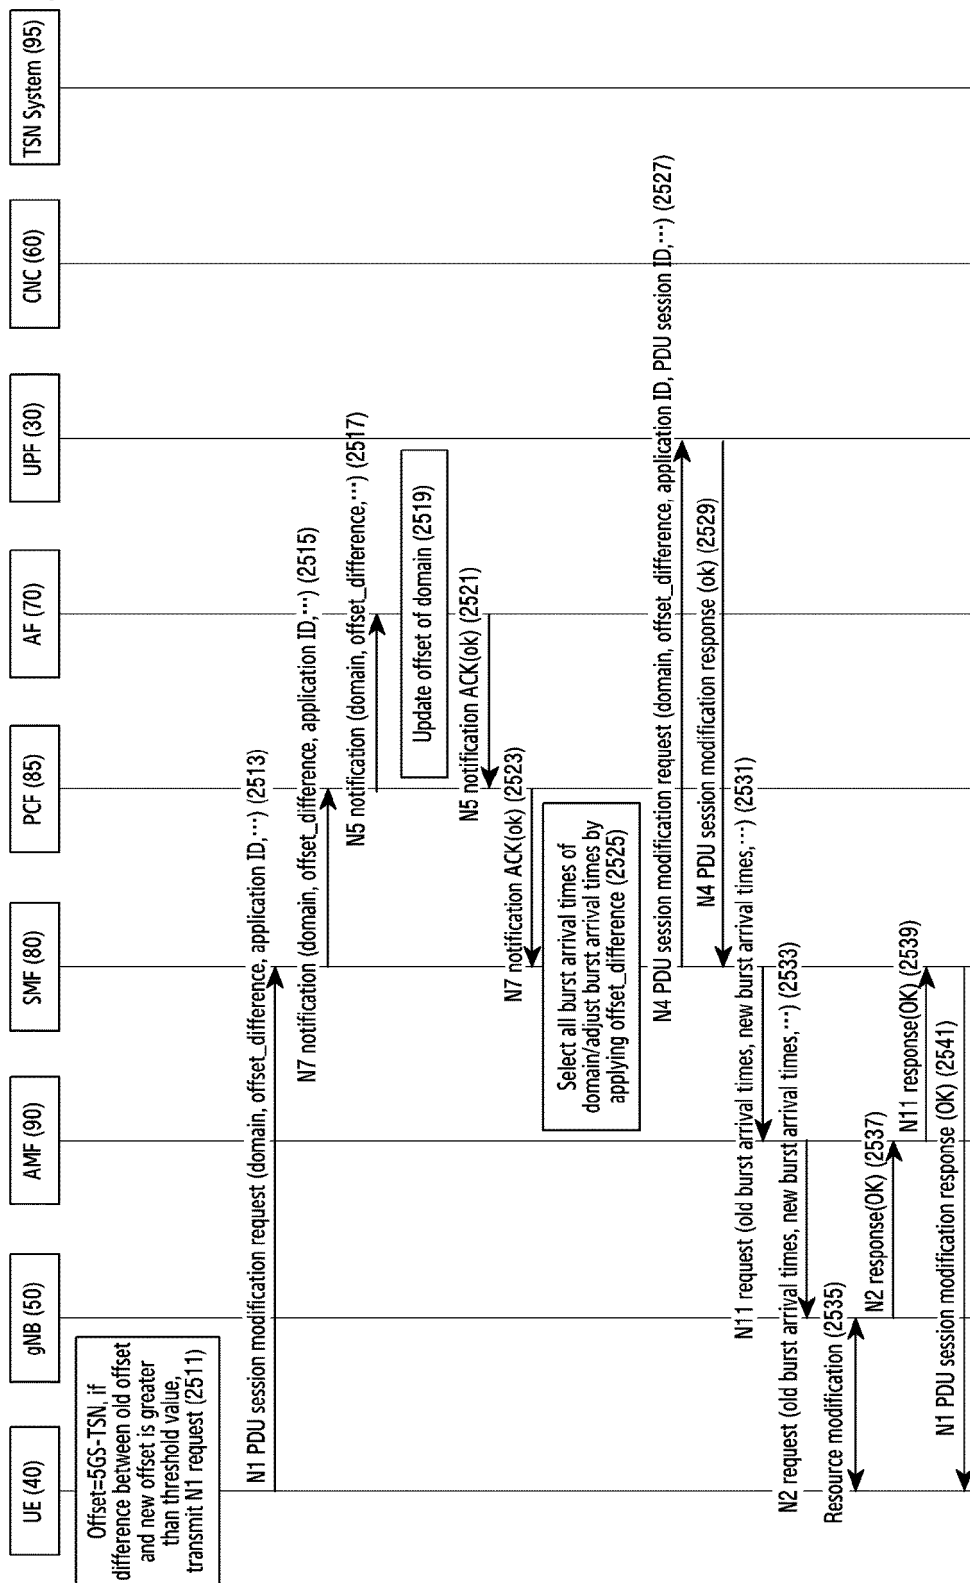 UE (40)
gNB (50)
AMF (90)
SMF (80)
PCF (85)
AF (70)
UPF (30)
CNC (60)
TSN System (95)
Offset=5GS-TSN, if
difference between old offset
and new offset is greater
than threshold value,
transmit N1 request (2511)
N1 PDU session modification request (domain, offset_difference, application ID,⋯) (2513)
N7 notification (domain, offset_difference, application ID,⋯) (2515)
N5 notification (domain, offset_difference,⋯) (2517)
Update offset of domain (2519)
N5 notification ACK(ok) (2521)
N7 notification ACK(ok) (2523)
Select all burst arrival times of
domain/adjust burst arrival times by
applying offset_difference (2525)
N4 PDU session modification request (domain, offset_difference, application ID, PDU session ID,⋯) (2527)
N4 PDU session modification response (ok) (2529)
N11 request (old burst arrival times, new burst arrival times,⋯) (2531)
N2 request (old burst arrival times, new burst arrival times,⋯) (2533)
Resource modification (2535)
N2 response(OK) (2537)
N11 response(OK) (2539)
N1 PDU session modification response (OK) (2541)